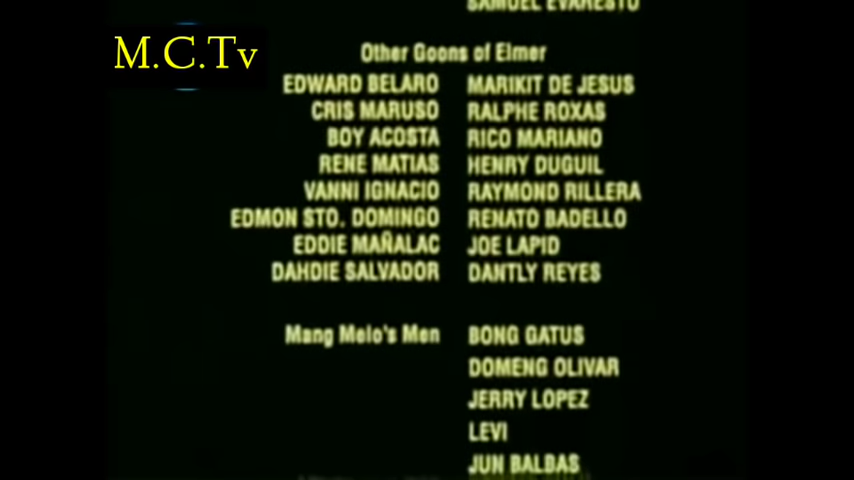 SAMUEL EVARESTO
M.C.Tv
Other Goons of Elmer
EDWARD BELARO MARIKIT DE JESUS
CRIS MARUSO RALPHE ROXAS
BOY ACOSTA RICO MARIANO
RENE MATIAS HENRY DUGUIL
VANNI IGNACIO RAYMOND RILLERA
EDMON STO. DOMINGO RENATO BADELLO
EDDIE MAÑALAC JOE LAPID
DAHDIE SALVADOR DANTLY REYES
Mang Melo's Men BONG GATUS
DOMENG OLIVAR
JERRY LOPEZ
LEVI
JUN BALBAS